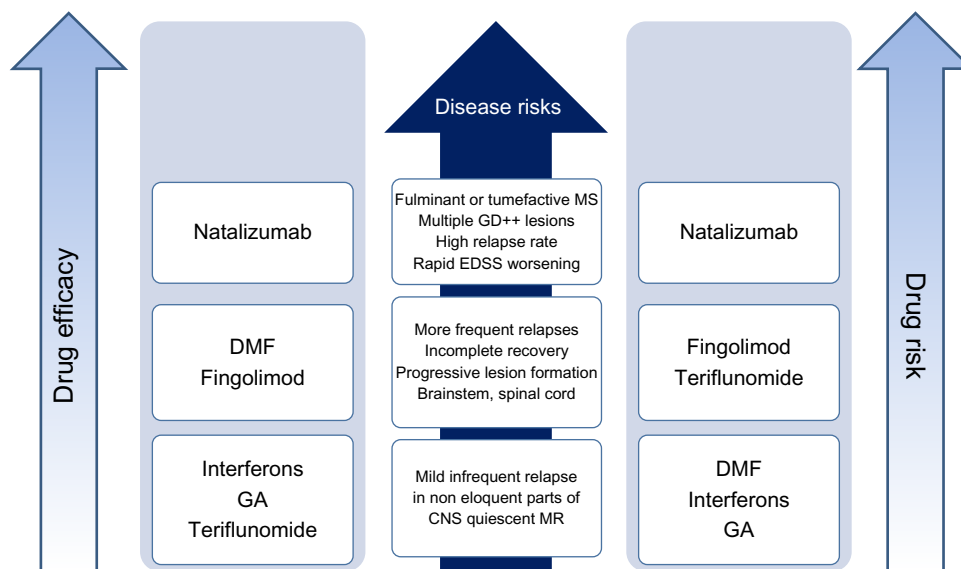 Drug efficacy
Natalizumab
DMF
Fingolimod
Interferons
GA
Teriflunomide
Disease risks
Fulminant or tumefactive MS
Multiple GD++ lesions
High relapse rate
Rapid EDSS worsening
More frequent relapses
Incomplete recovery
Progressive lesion formation
Brainstem, spinal cord
Mild infrequent relapse
in non eloquent parts of
CNS quiescent MR
Natalizumab
Fingolimod
Teriflunomide
DMF
Interferons
GA
Drug risk